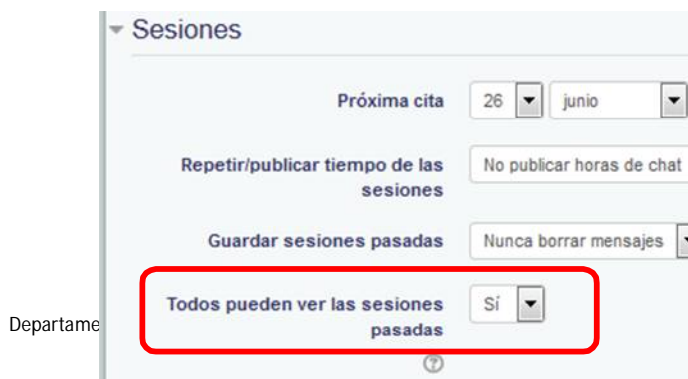 Sesiones
Próxima cita 26 junio
Repetir/publicar tiempo de las sesiones No publicar horas de chat
Guardar sesiones pasadas Nunca borrar mensajes
Todos pueden ver las sesiones pasadas Sí
Departame